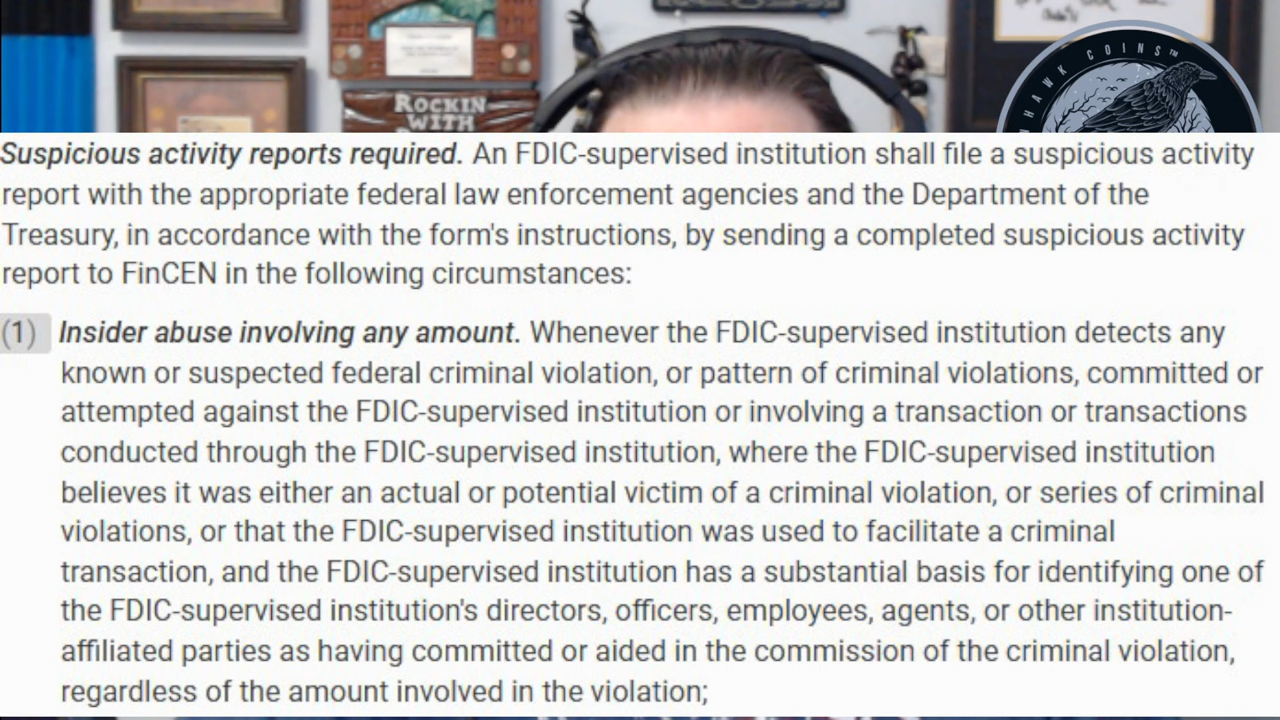 ROCKIN
WITH
HAWK COINS™
Suspicious activity reports required. An FDIC-supervised institution shall file a suspicious activity
report with the appropriate federal law enforcement agencies and the Department of the
Treasury, in accordance with the form's instructions, by sending a completed suspicious activity
report to FinCEN in the following circumstances:
(1) Insider abuse involving any amount. Whenever the FDIC-supervised institution detects any
known or suspected federal criminal violation, or pattern of criminal violations, committed or
attempted against the FDIC-supervised institution or involving a transaction or transactions
conducted through the FDIC-supervised institution, where the FDIC-supervised institution
believes it was either an actual or potential victim of a criminal violation, or series of criminal
violations, or that the FDIC-supervised institution was used to facilitate a criminal
transaction, and the FDIC-supervised institution has a substantial basis for identifying one of
the FDIC-supervised institution's directors, officers, employees, agents, or other institution-
affiliated parties as having committed or aided in the commission of the criminal violation,
regardless of the amount involved in the violation;